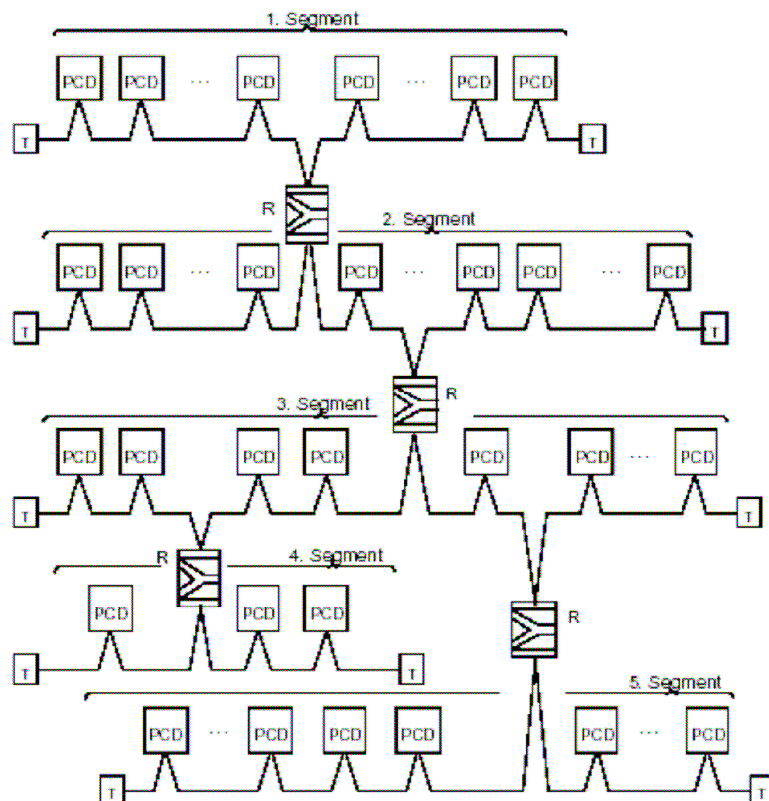 1. Segment
PCD PCD ... PCD PCD ... PCD PCD
T T
R
2. Segment
PCD PCD ... PCD PCD ... PCD PCD ... PCD
T T
R
3. Segment
PCD PCD PCD PCD PCD PCD ... PCD
T T
R
4. Segment
PCD PCD PCD
T T
R
5. Segment
PCD ... PCD PCD PCD PCD ... PCD
T T